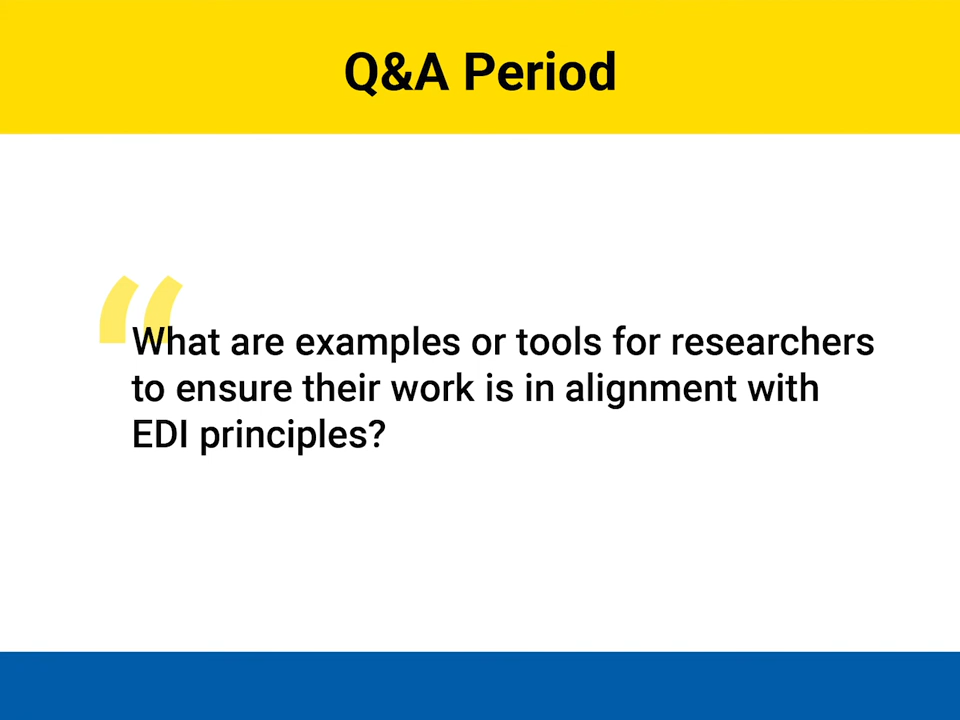 Q&A Period
“
What are examples or tools for researchers
to ensure their work is in alignment with
EDI principles?